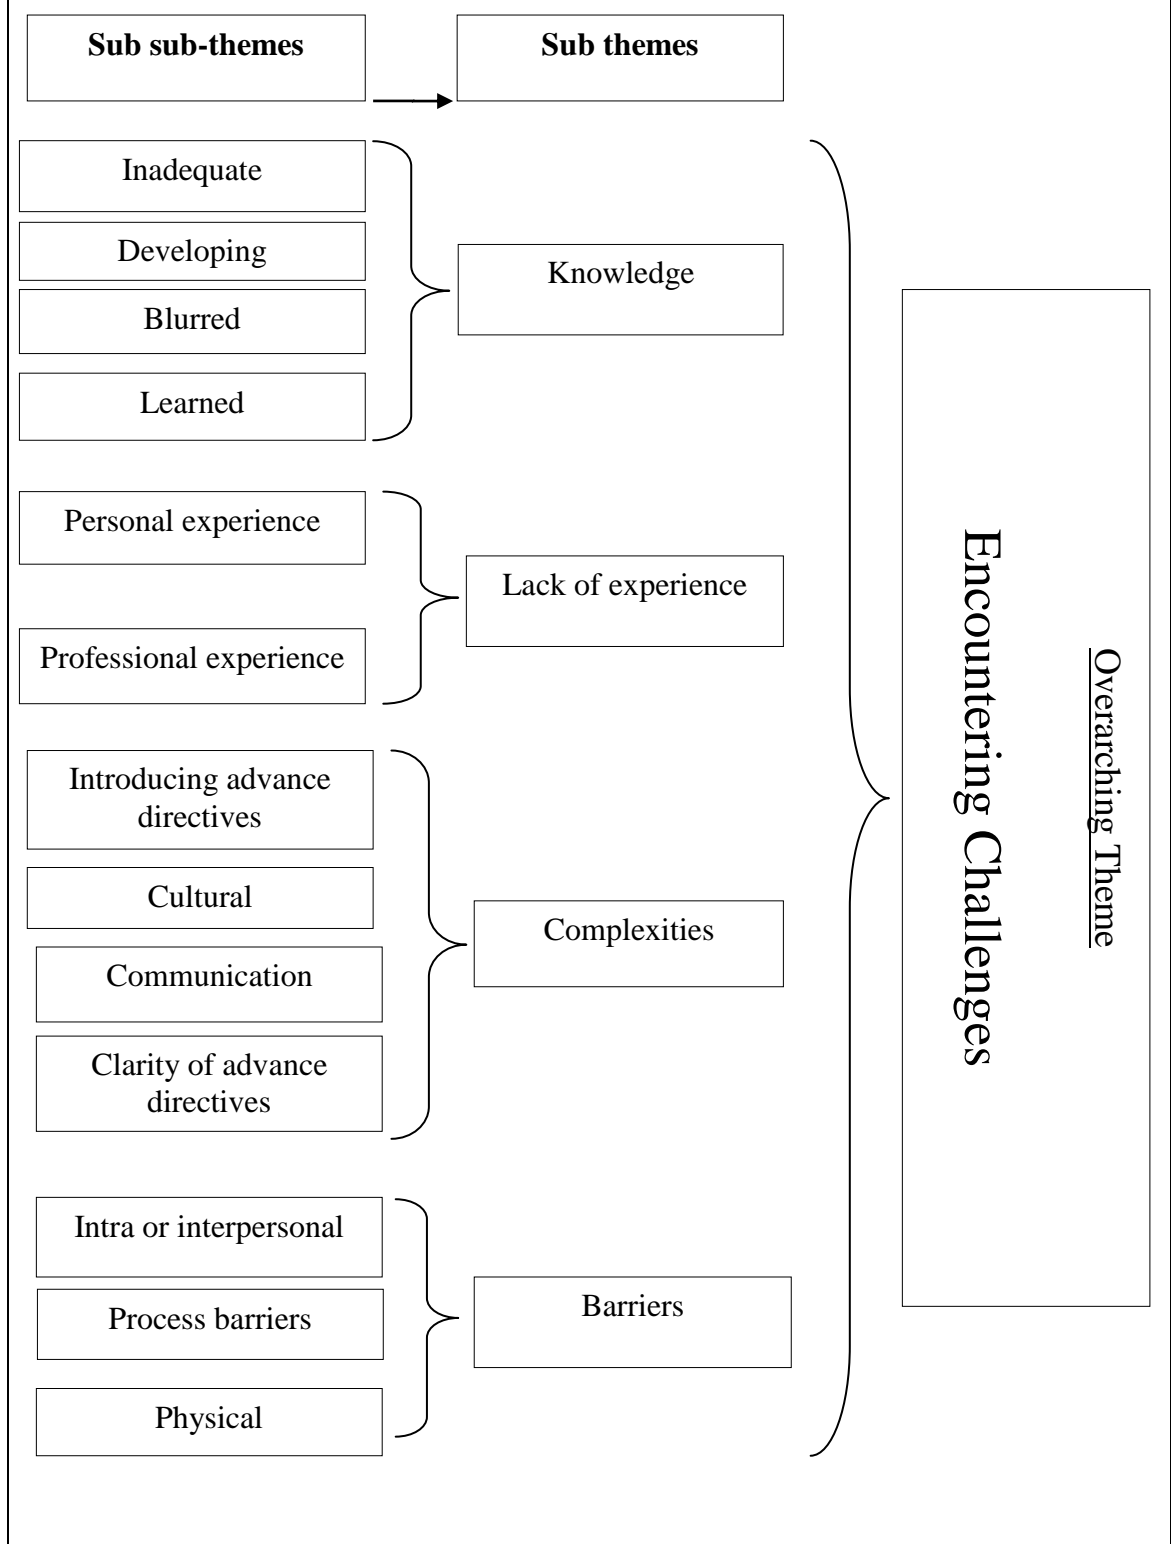 Sub sub-themes
Sub themes
Inadequate
Developing
Blurred
Learned
Knowledge
Personal experience
Professional experience
Lack of experience
Introducing advance
directives
Cultural
Communication
Clarity of advance
directives
Complexities
Intra or interpersonal
Process barriers
Physical
Barriers
Overarching Theme
Encountering Challenges